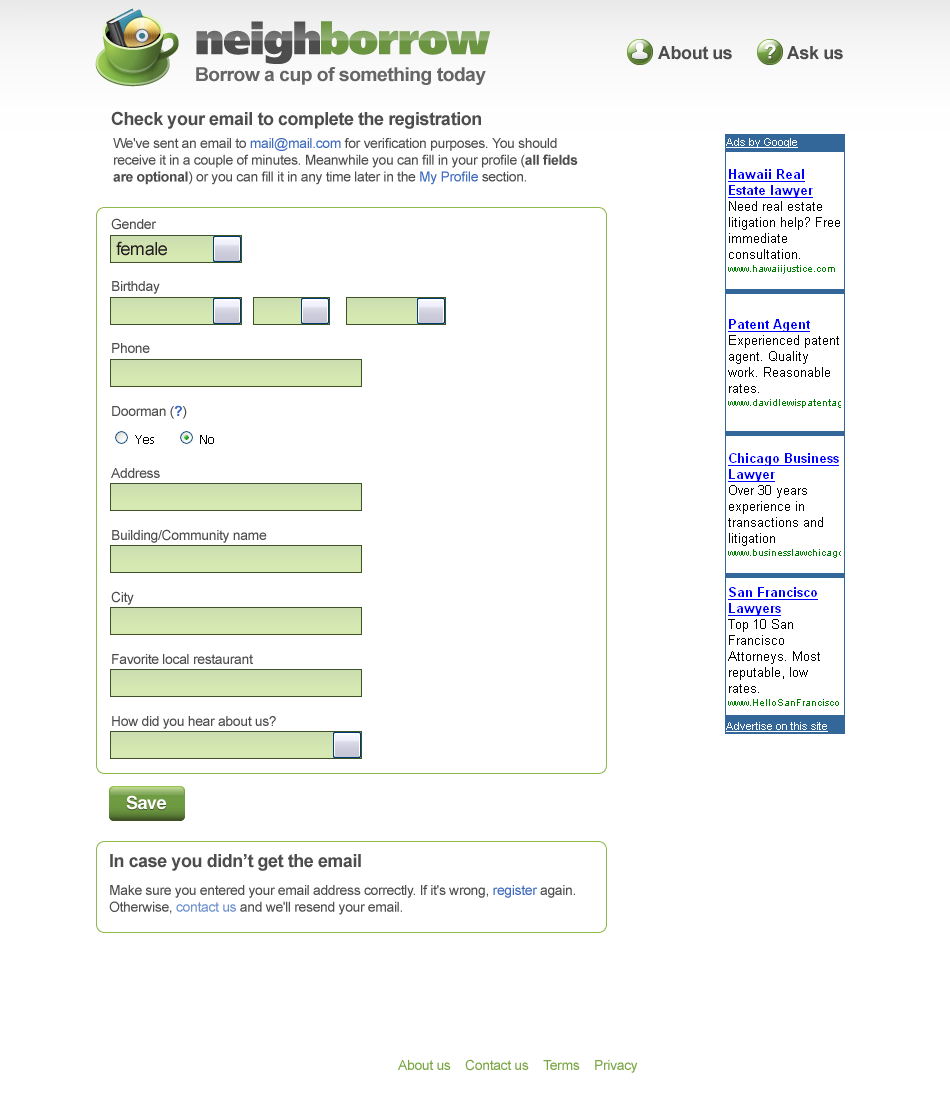 neighborrow
Borrow a cup of something today
About us
? Ask us
Check your email to complete the registration
We've sent an email to mail@mail.com for verification purposes. You should
receive it in a couple of minutes. Meanwhile you can fill in your profile (all fields
are optional) or you can fill it in any time later in the My Profile section.
Gender
female
Birthday
Phone
Doorman (?)
Yes No
Address
Building/Community name
City
Favorite local restaurant
How did you hear about us?
Save
In case you didn’t get the email
Make sure you entered your email address correctly. If it's wrong, register again.
Otherwise, contact us and we'll resend your email.
Ads by Google
Hawaii Real
Estate lawyer
Need real estate
litigation help? Free
immediate
consultation.
www.hawaiijustice.com
Patent Agent
Experienced patent
agent. Quality
work. Reasonable
rates.
www.davidlewispatentag
Chicago Business
Lawyer
Over 30 years
experience in
transactions and
litigation
www.businesslawchicago
San Francisco
Lawyers
Top 10 San
Francisco
Attorneys. Most
reputable, low
rates.
www.HelloSanFrancisco
Advertise on this site
About us Contact us Terms Privacy